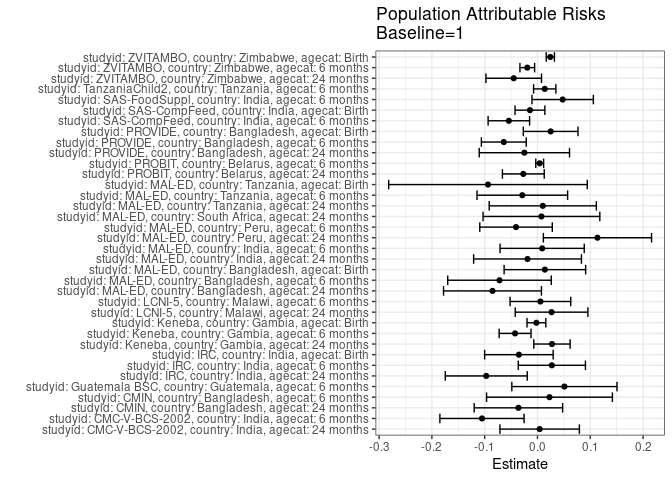 Population Attributable Risks
Baseline=1
studyid: ZVITAMBO, country: Zimbabwe, agecat: Birth
studyid: ZVITAMBO, country: Zimbabwe, agecat: 6 months
studyid: ZVITAMBO, country: Zimbabwe, agecat: 24 months
studyid: TanzaniaChild2, country: Tanzania, agecat: 6 months
studyid: SAS-FoodSuppl, country: India, agecat: 6 months
studyid: SAS-CompFeed, country: India, agecat: Birth
studyid: SAS-CompFeed, country: India, agecat: 6 months
studyid: PROVIDE, country: Bangladesh, agecat: Birth
studyid: PROVIDE, country: Bangladesh, agecat: 6 months
studyid: PROVIDE, country: Bangladesh, agecat: 24 months
studyid: PROBIT, country: Belarus, agecat: 6 months
studyid: PROBIT, country: Belarus, agecat: 24 months
studyid: MAL-ED, country: Tanzania, agecat: Birth
studyid: MAL-ED, country: Tanzania, agecat: 6 months
studyid: MAL-ED, country: Tanzania, agecat: 24 months
studyid: MAL-ED, country: South Africa, agecat: 24 months
studyid: MAL-ED, country: Peru, agecat: 6 months
studyid: MAL-ED, country: Peru, agecat: 24 months
studyid: MAL-ED, country: India, agecat: 6 months
studyid: MAL-ED, country: India, agecat: 24 months
studyid: MAL-ED, country: Bangladesh, agecat: Birth
studyid: MAL-ED, country: Bangladesh, agecat: 6 months
studyid: MAL-ED, country: Bangladesh, agecat: 24 months
studyid: LCNI-5, country: Malawi, agecat: 6 months
studyid: LCNI-5, country: Malawi, agecat: 24 months
studyid: Keneba, country: Gambia, agecat: Birth
studyid: Keneba, country: Gambia, agecat: 6 months
studyid: Keneba, country: Gambia, agecat: 24 months
studyid: IRC, country: India, agecat: Birth
studyid: IRC, country: India, agecat: 6 months
studyid: IRC, country: India, agecat: 24 months
studyid: Guatemala BSC, country: Guatemala, agecat: 6 months
studyid: CMIN, country: Bangladesh, agecat: 6 months
studyid: CMIN, country: Bangladesh, agecat: 24 months
studyid: CMC-V-BCS-2002, country: India, agecat: 6 months
studyid: CMC-V-BCS-2002, country: India, agecat: 24 months
-0.3 -0.2 -0.1 0.0 0.1 0.2
Estimate